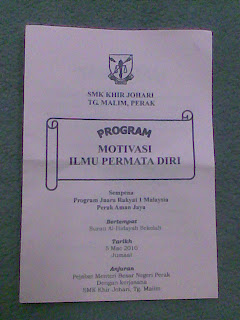 SMK KHIR JOHARI
TG. MALIM, PERAK
PROGRAM
MOTIVASI
ILMU PERMATA DIRI
Sempena
Program Juara Rakyat 1 Malaysia
Perak Aman Jaya
Bertempat
Surau Al-Hidayah Sekolah
Tarikh
5 Mac 2010
Jumaat
Anjuran
Pejabat Menteri Besar Negeri Perak
Dengan kerjasama
SMK Khir Johari, Tg. Malim